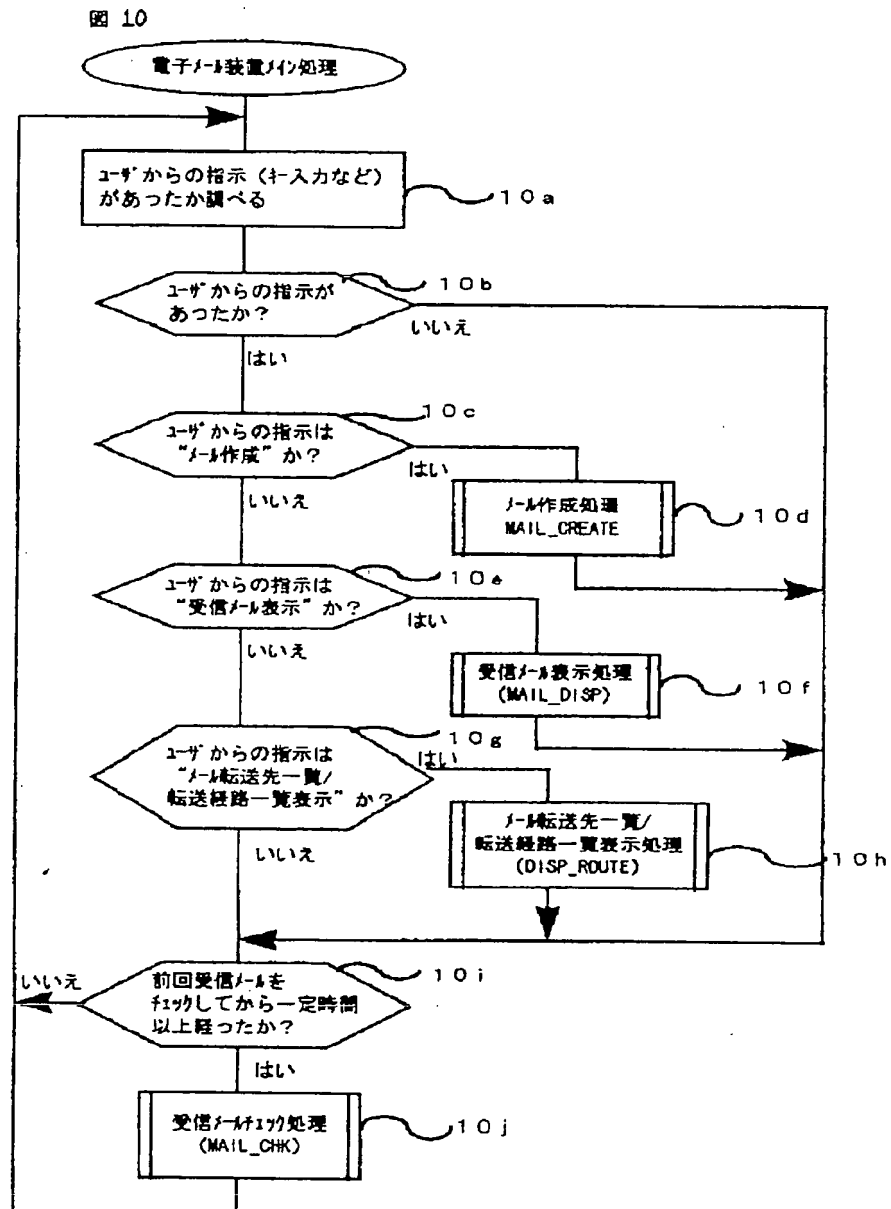 図 10
電子ﾒｰﾙ装置ﾒｲﾝ処理
ﾕｰｻﾞからの指示（ｷｰ入力など）
があったか調べる
10a
ﾕｰｻﾞからの指示が
あったか？
10b
いいえ
はい
ﾕｰｻﾞからの指示は
“ﾒｰﾙ作成”か？
10c
はい
いいえ
ﾒｰﾙ作成処理
MAIL_CREATE
10d
ﾕｰｻﾞからの指示は
“受信ﾒｰﾙ表示”か？
10e
はい
いいえ
受信ﾒｰﾙ表示処理
(MAIL_DISP)
10f
ﾕｰｻﾞからの指示は
“ﾒｰﾙ転送先一覧/
転送経路一覧表示”か？
10g
はい
いいえ
ﾒｰﾙ転送先一覧/
転送経路一覧表示処理
(DISP_ROUTE)
10h
前回受信ﾒｰﾙを
ﾁｪｯｸしてから一定時間
以上経ったか？
10i
いいえ
はい
受信ﾒｰﾙﾁｪｯｸ処理
(MAIL_CHK)
10j